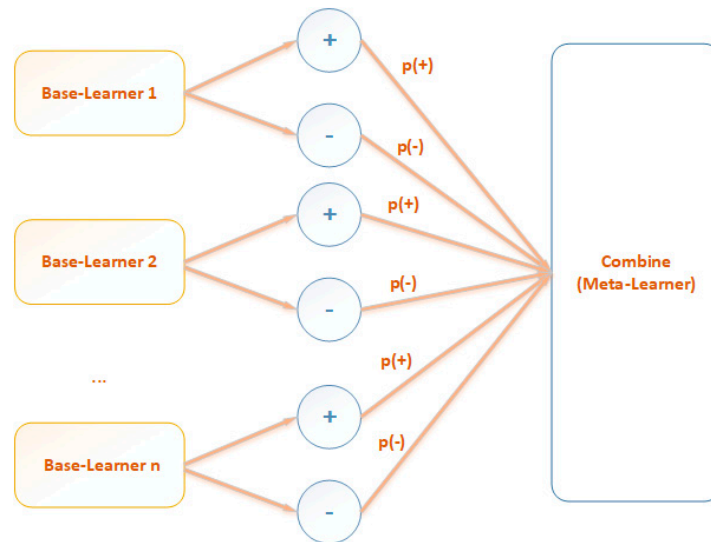 +
p(+)
Base-Learner 1
p(-)
-
+
p(+)
Base-Learner 2
Combine
(Meta-Learner)
p(-)
-
...
p(+)
+
p(-)
Base-Learner n
-